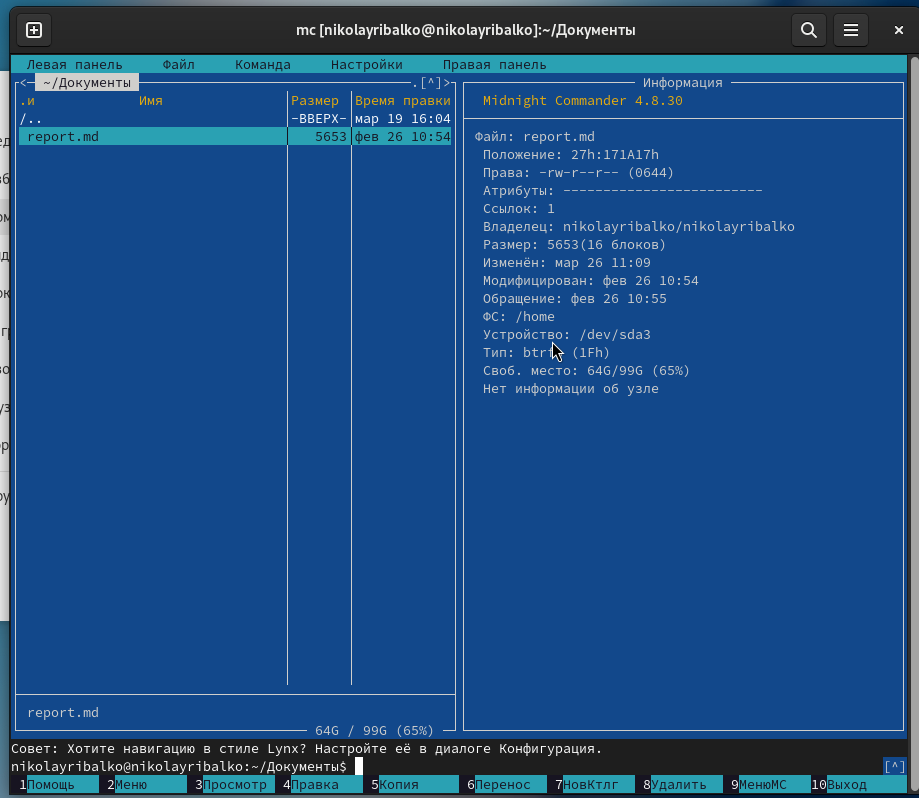 mc [nikolayribalko@nikolayribalko]:~/Документы
Левая панель Файл Команда Настройки Правая панель
<- ~/Документы .[^]>
.и Имя Размер Время правки
/.. -ВВЕРХ- мар 19 16:04
report.md 5653 фев 26 10:54
report.md
64G / 99G (65%)
Информация
Midnight Commander 4.8.30
Файл: report.md
Положение: 27h:171A17h
Права: -rw-r--r-- (0644)
Атрибуты: -------------------------
Ссылок: 1
Владелец: nikolayribalko/nikolayribalko
Размер: 5653(16 блоков)
Изменён: мар 26 11:09
Модифицирован: фев 26 10:54
Обращение: фев 26 10:55
ФС: /home
Устройство: /dev/sda3
Тип: (1Fh)
Своб. место: 64G/99G (65%)
Нет информации об узле
Совет: Хотите навигацию в стиле Lynx? Настройте её в диалоге Конфигурация.
nikolayribalko@nikolayribalko:~/Документы$ [^]
1Помощь 2Меню 3Просмотр 4Правка 5Копия 6Перенос 7НовКтлг 8Удалить 9МенюМС 10Выход